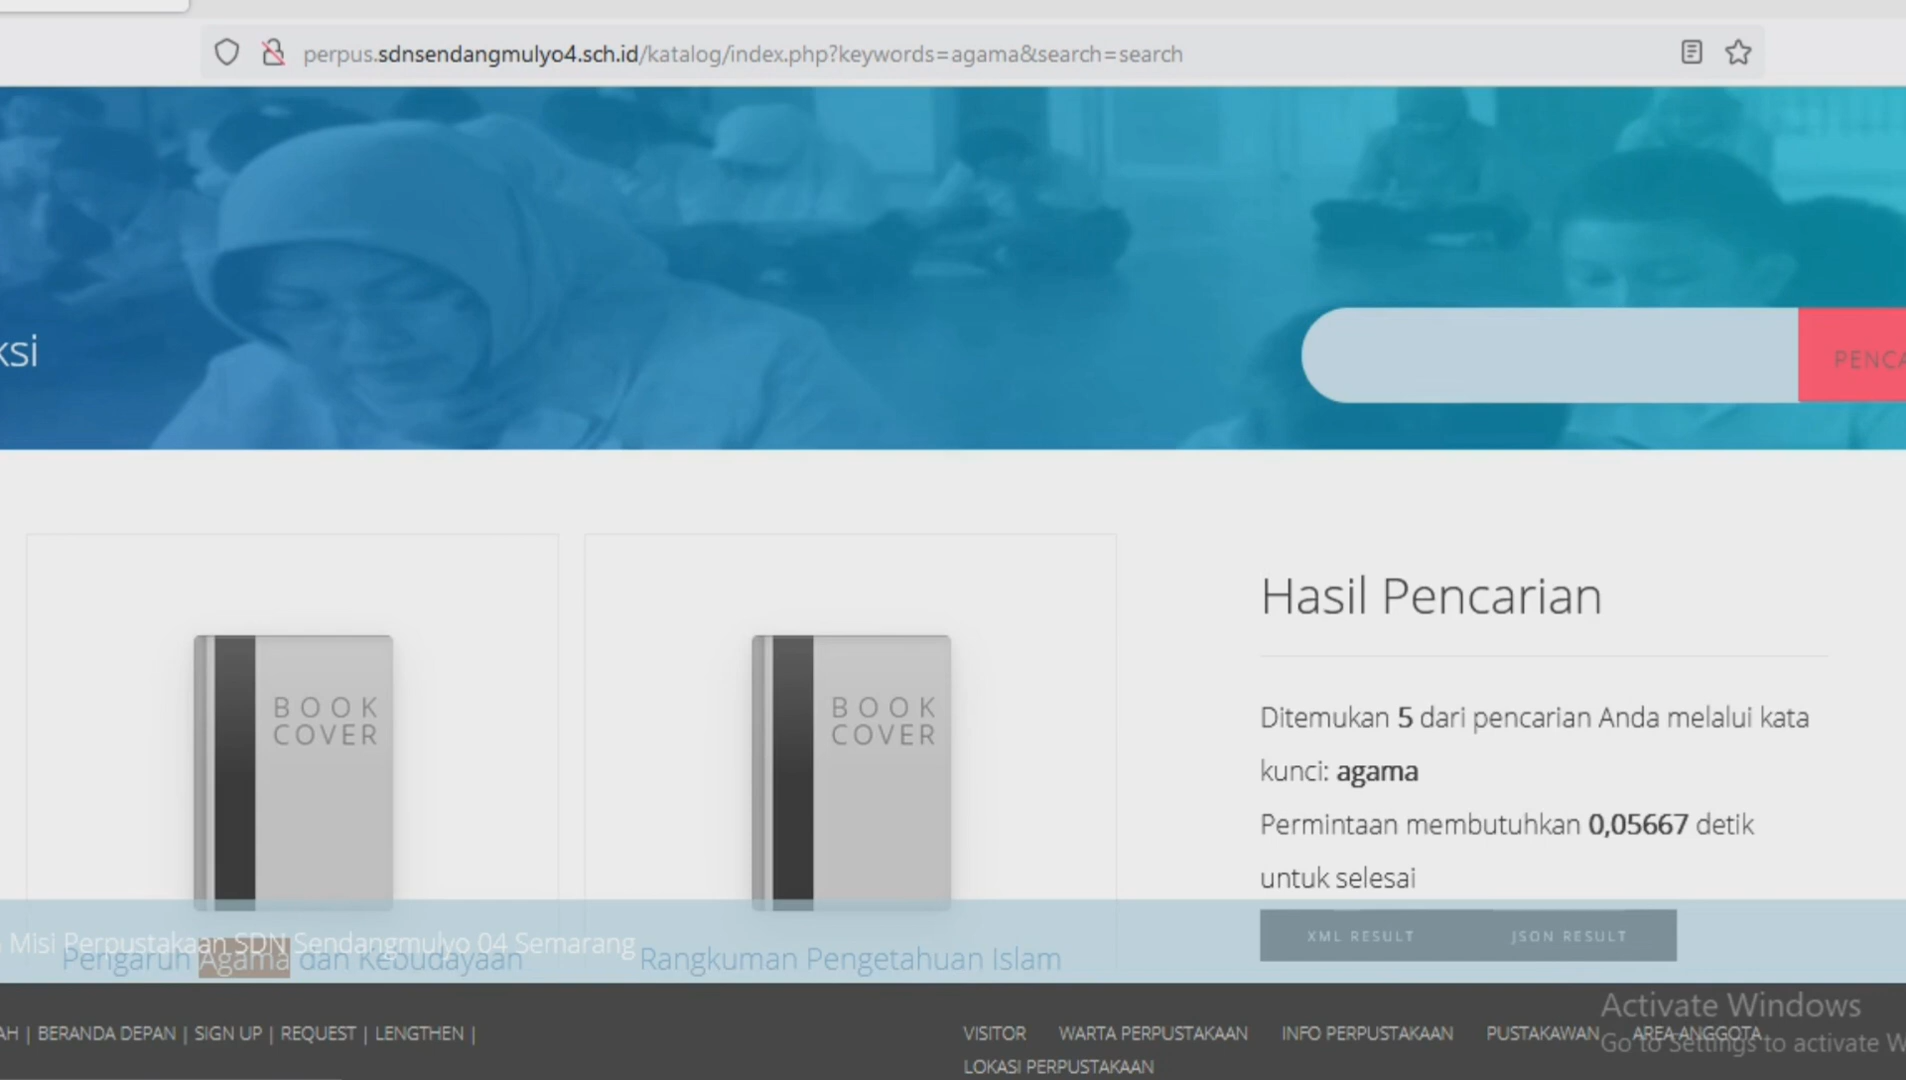 perpus.sdnsendangmulyo4.sch.id/katalog/index.php?keywords=agama&search=search
ksi
PENCA
BOOK
COVER
BOOK
COVER
Hasil Pencarian
Ditemukan 5 dari pencarian Anda melalui kata
kunci: agama
Permintaan membutuhkan 0,05667 detik
untuk selesai
XML RESULT JSON RESULT
Misi Perpustakaan SDN Sendangmulyo 04 Semarang
Pengaruh Agama dan Kebudayaan
Rangkuman Pengetahuan Islam
AH | BERANDA DEPAN | SIGN UP | REQUEST | LENGTHEN |
VISITOR WARTA PERPUSTAKAAN INFO PERPUSTAKAAN PUSTAKAWAN AREA ANGGOTA
LOKASI PERPUSTAKAAN
Activate Windows
Go to Settings to activate W